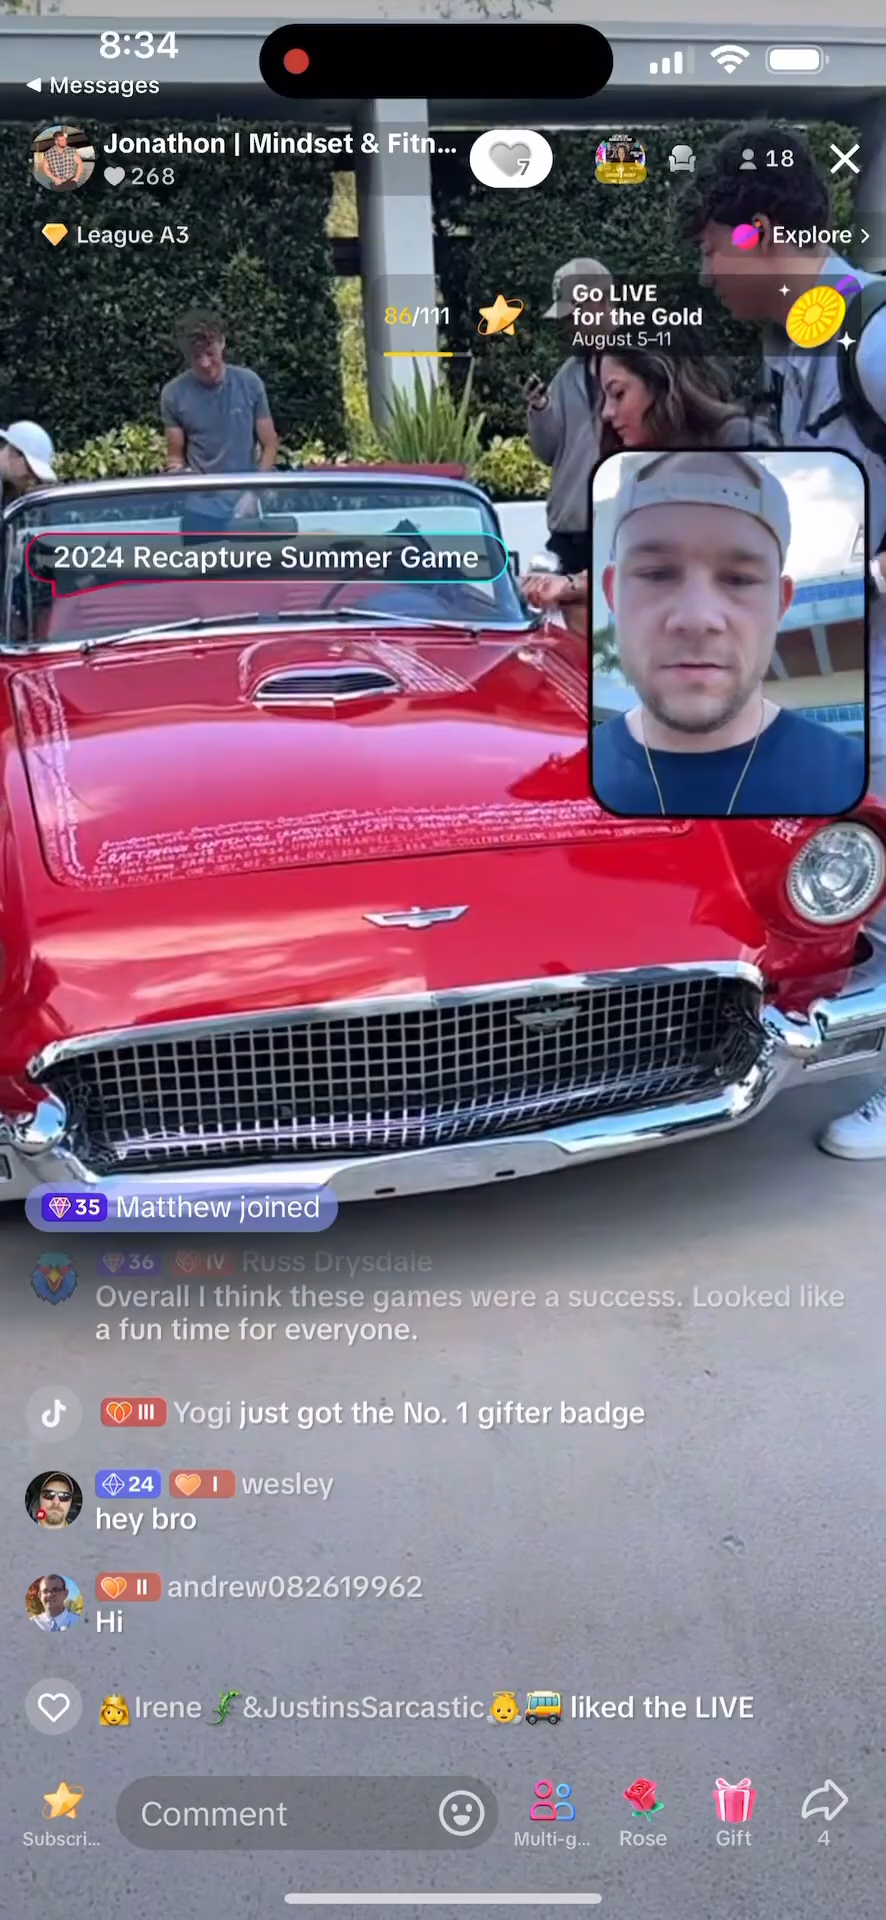 8:34
Messages
Jonathon | Mindset & Fitn...
268
7
18
League A3
Explore
86/111
Go LIVE
for the Gold
August 5–11
2024 Recapture Summer Game
35 Matthew joined
36 IV Russ Drysdale
Overall I think these games were a success. Looked like
a fun time for everyone.
III Yogi just got the No. 1 gifter badge
24 I wesley
hey bro
II andrew082619962
Hi
Irene &JustinsSarcastic liked the LIVE
Comment
Subscri...
Multi-g...
Rose
Gift
4